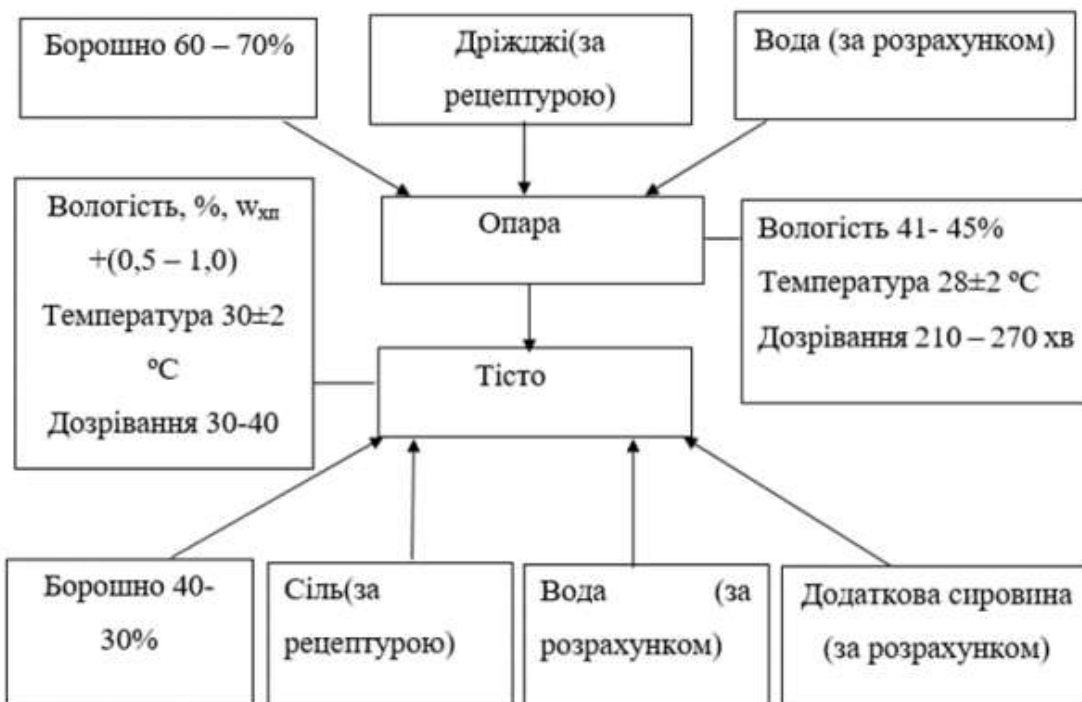 Борошно 60 – 70%
Дріжджі(за
рецептурою)
Вода (за розрахунком)
Вологість, %, wхп
+(0,5 – 1,0)
Температура 30±2
ºС
Дозрівання 30-40
Опара
Вологість 41- 45%
Температура 28±2 ºС
Дозрівання 210 – 270 хв
Тісто
Борошно 40-
30%
Сіль(за
рецептурою)
Вода (за
розрахунком)
Додаткова сировина
(за розрахунком)